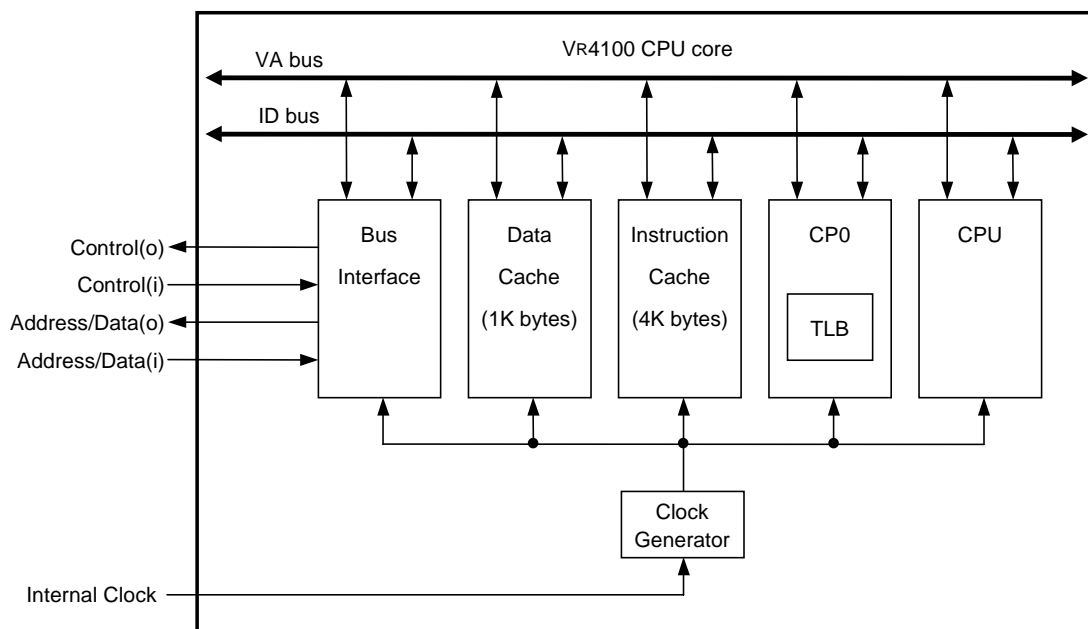 VR4100 CPU core
VA bus
ID bus
Control(o)
Control(i)
Address/Data(o)
Address/Data(i)
Bus
Interface
Data
Cache
(1K bytes)
Instruction
Cache
(4K bytes)
CP0
TLB
CPU
Clock
Generator
Internal Clock